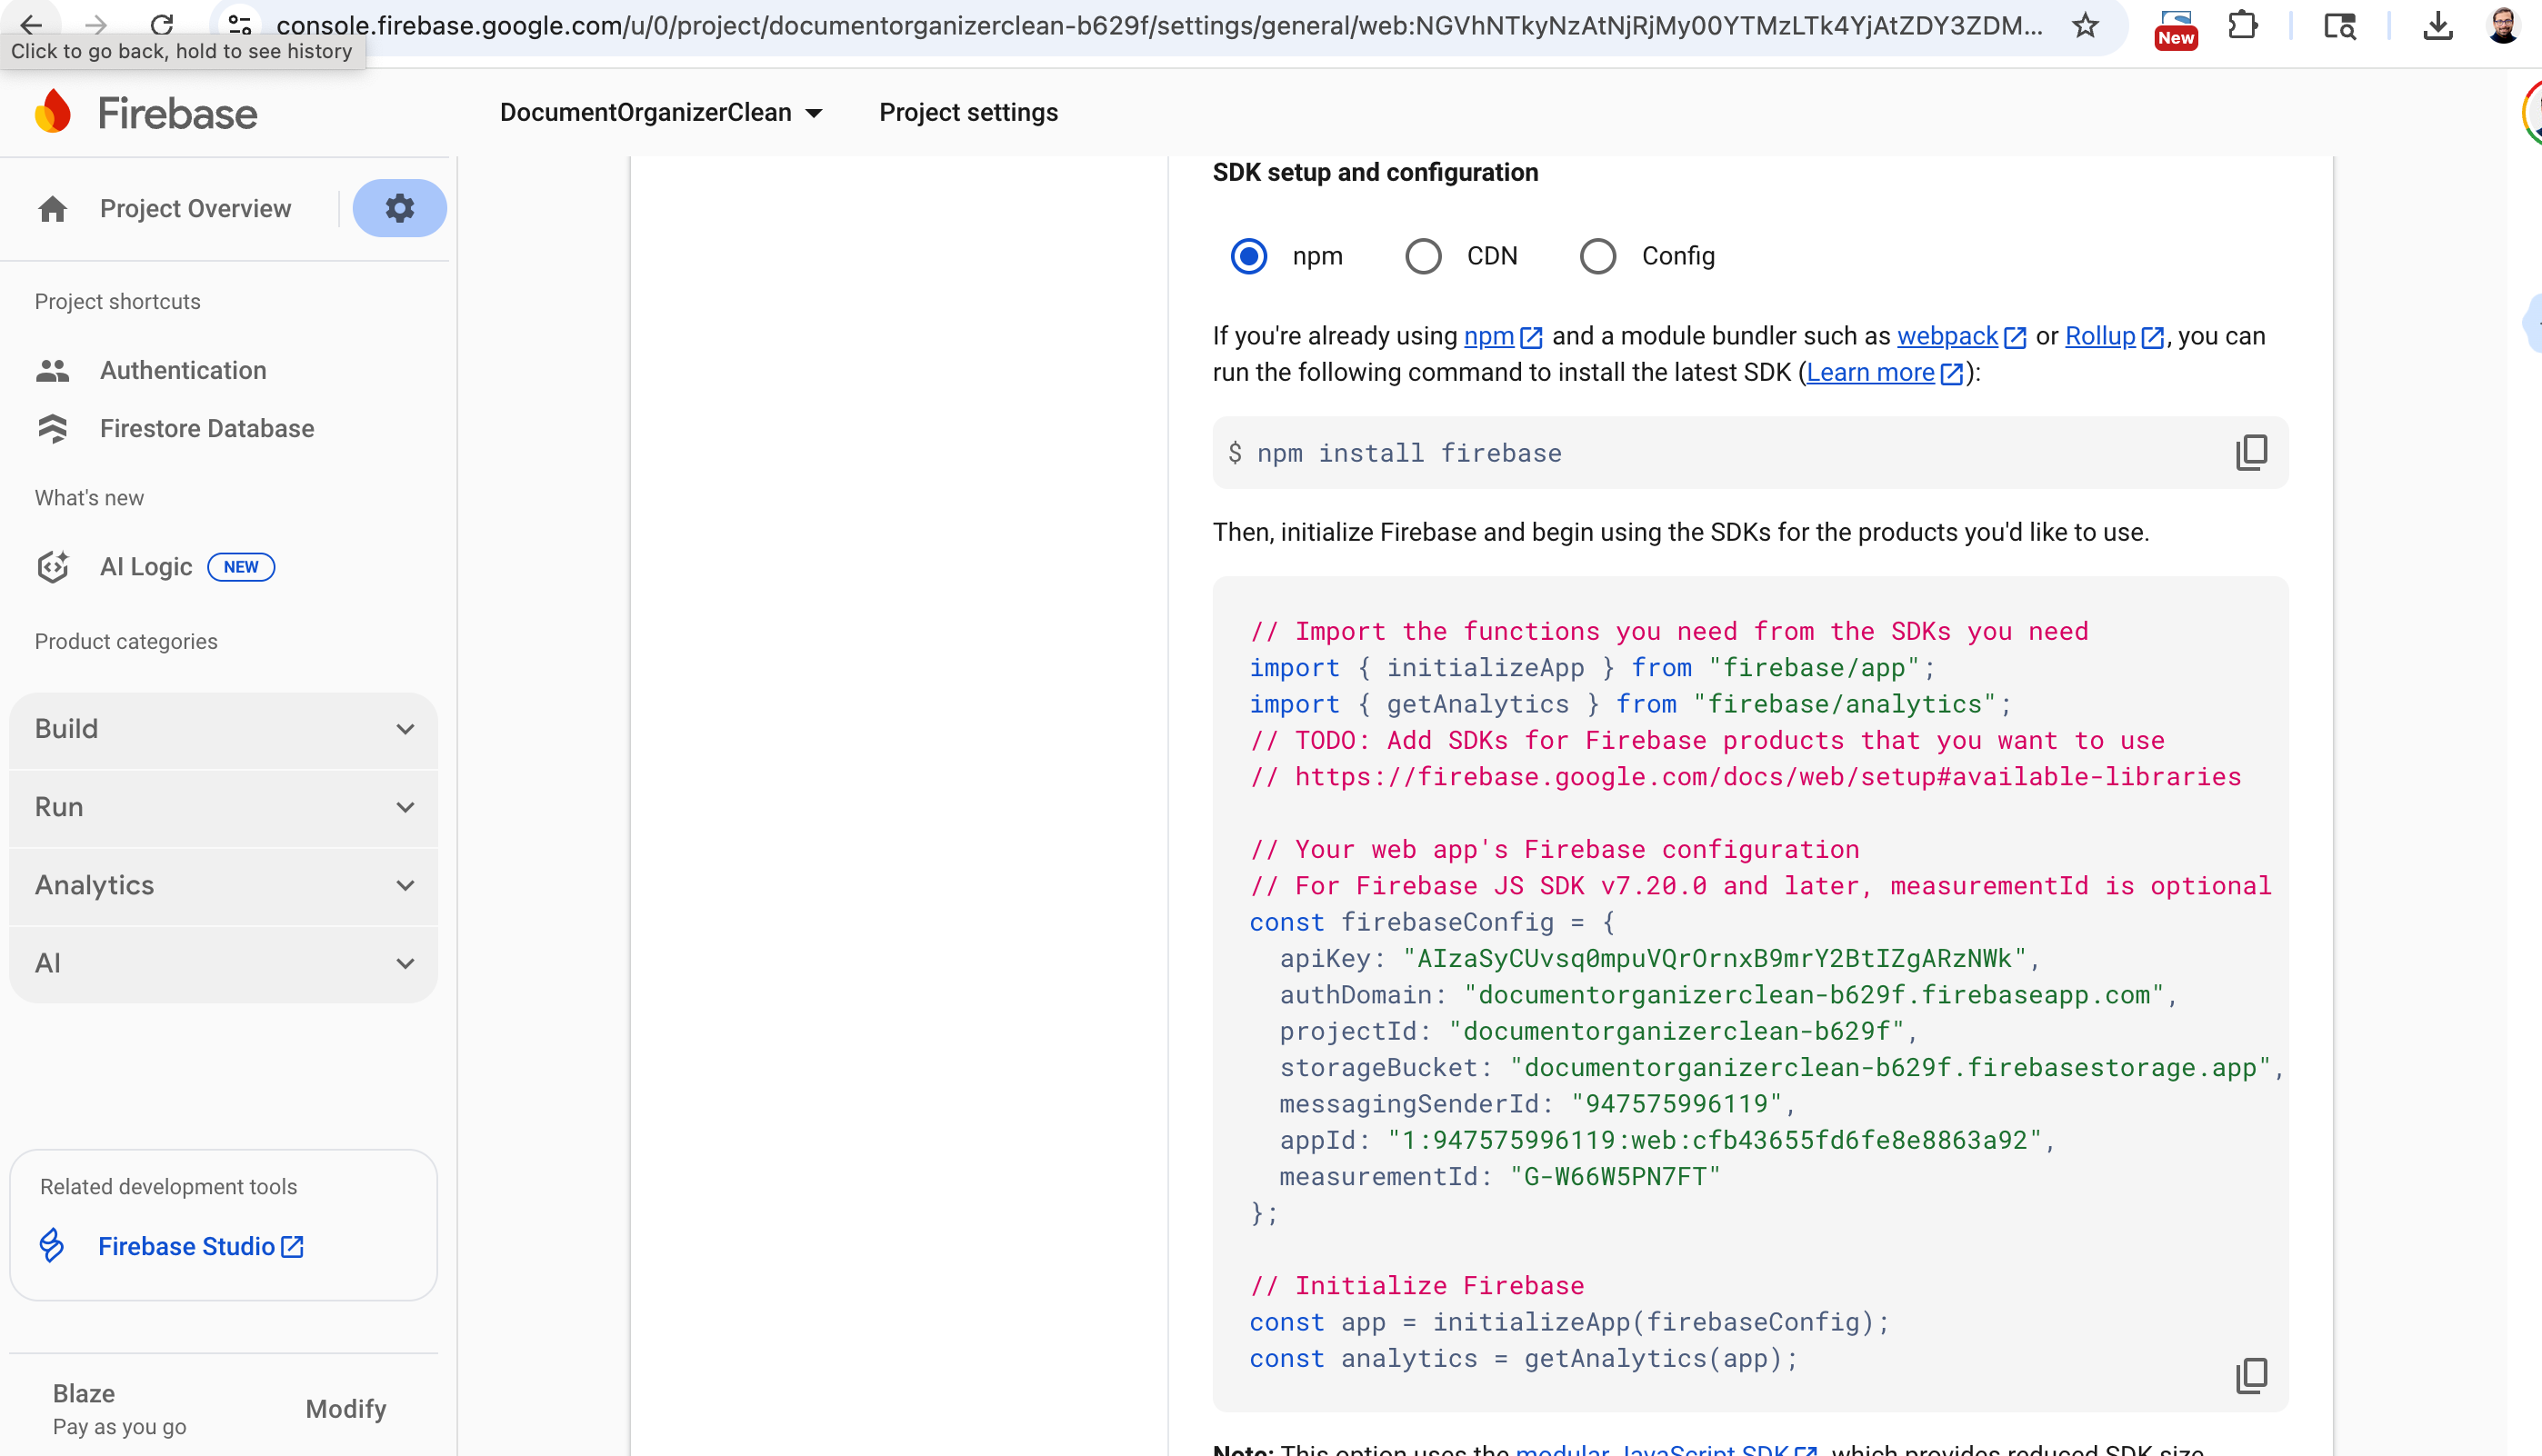 console.firebase.google.com/u/0/project/documentorganizerclean-b629f/settings/general/web:NGVhNTkyNzAtNjRjMy00YTMzLTk4YjAtZDY3ZDM...
New
Click to go back, hold to see history
Firebase
DocumentOrganizerClean
Project settings
Project Overview
Project shortcuts
Authentication
Firestore Database
What's new
AI Logic NEW
Product categories
Build
Run
Analytics
AI
Related development tools
Firebase Studio
Blaze
Pay as you go
Modify
SDK setup and configuration
npm CDN Config
If you're already using npm and a module bundler such as webpack or Rollup, you can
run the following command to install the latest SDK (Learn more):
$ npm install firebase
Then, initialize Firebase and begin using the SDKs for the products you'd like to use.
// Import the functions you need from the SDKs you need
import { initializeApp } from "firebase/app";
import { getAnalytics } from "firebase/analytics";
// TODO: Add SDKs for Firebase products that you want to use
// https://firebase.google.com/docs/web/setup#available-libraries
// Your web app's Firebase configuration
// For Firebase JS SDK v7.20.0 and later, measurementId is optional
const firebaseConfig = {
apiKey: "AIzaSyCUvsq0mpuVQrOrnxB9mrY2BtIZgARzNWk",
authDomain: "documentorganizerclean-b629f.firebaseapp.com",
projectId: "documentorganizerclean-b629f",
storageBucket: "documentorganizerclean-b629f.firebasestorage.app",
messagingSenderId: "947575996119",
appId: "1:947575996119:web:cfb43655fd6fe8e8863a92",
measurementId: "G-W66W5PN7FT"
};
// Initialize Firebase
const app = initializeApp(firebaseConfig);
const analytics = getAnalytics(app);
Note: This option uses the modular JavaScript SDK, which provides reduced SDK size.